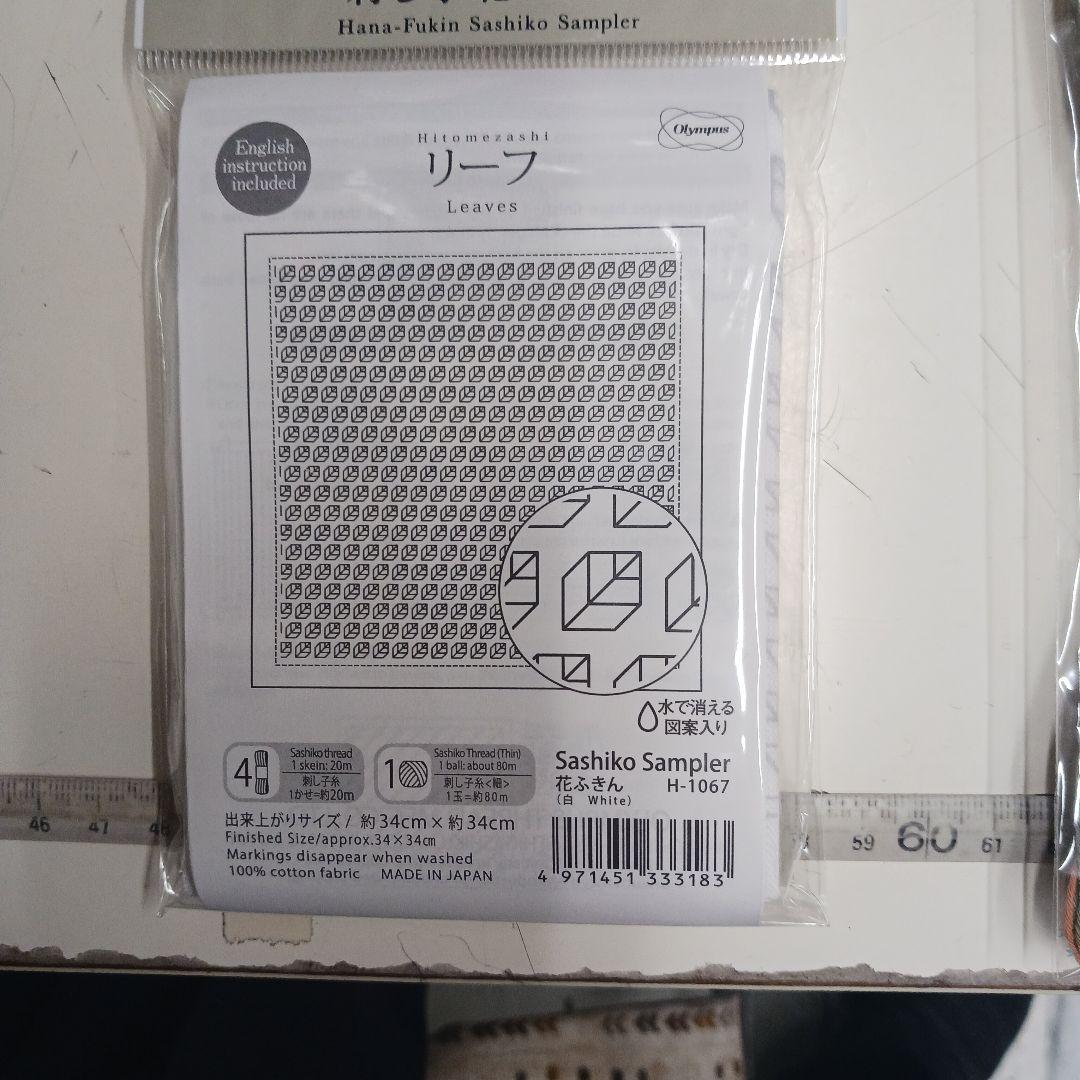 Hana-Fukin Sashiko Sampler
English
instruction
included
Hitomezashi
リーフ
Leaves
Olympus
水で消える
図案入り
4
Sashiko thread
1 skein: 20m
刺し子糸
1かせ=約20m
1
Sashiko Thread (Thin)
1 ball: about 80m
刺し子糸<細>
1玉=約80m
Sashiko Sampler
花ふきん H-1067
(白 White)
出来上がりサイズ / 約34cm×約34cm
Finished Size/approx.34×34cm
Markings disappear when washed
100% cotton fabric MADE IN JAPAN
4 971451 333183
46 47 59 60 61